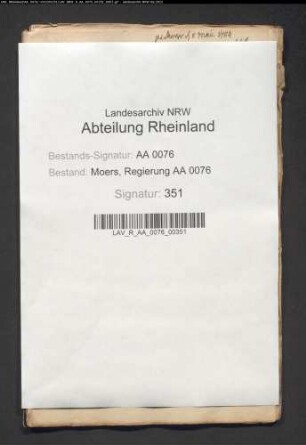 Landesarchiv NRW
Abteilung Rheinland
Bestands-Signatur: AA 0076
Bestand: Moers, Regierung AA 0076
Signatur: 351
LAV_R_AA_0076_00351